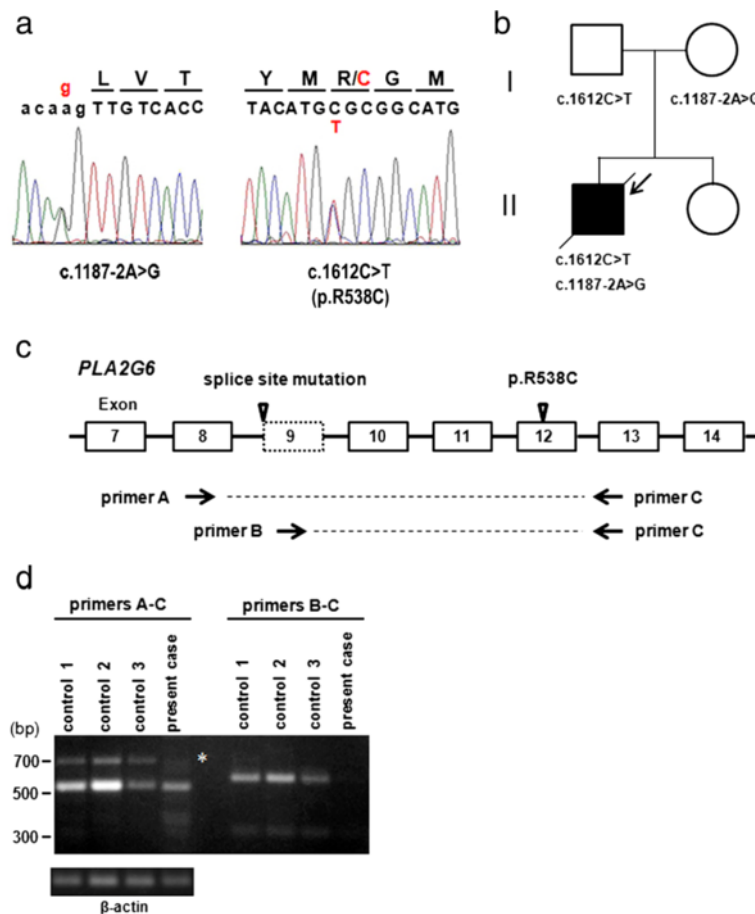 a
g
L V T
a c a a g T T G T C A C C
c.1187-2A>G
Y M R/C G M
T A C A T G C G C G G C A T G
T
c.1612C>T
(p.R538C)
b
I
c.1612C>T
c.1187-2A>G
II
c.1612C>T
c.1187-2A>G
c
PLA2G6
splice site mutation
p.R538C
Exon
7 8 9 10 11 12 13 14
primer A primer C
primer B primer C
d
primers A-C primers B-C
control 1
control 2
control 3
present case
control 1
control 2
control 3
present case
(bp)
700
*
500
300
β-actin